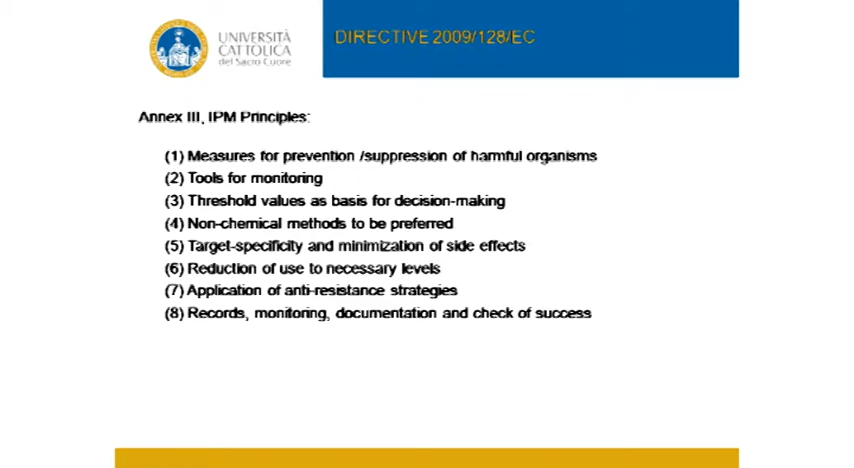 UNIVERSITÀ
CATTOLICA
del Sacro Cuore
DIRECTIVE 2009/128/EC
Annex III, IPM Principles:
(1) Measures for prevention /suppression of harmful organisms
(2) Tools for monitoring
(3) Threshold values as basis for decision-making
(4) Non-chemical methods to be preferred
(5) Target-specificity and minimization of side effects
(6) Reduction of use to necessary levels
(7) Application of anti-resistance strategies
(8) Records, monitoring, documentation and check of success